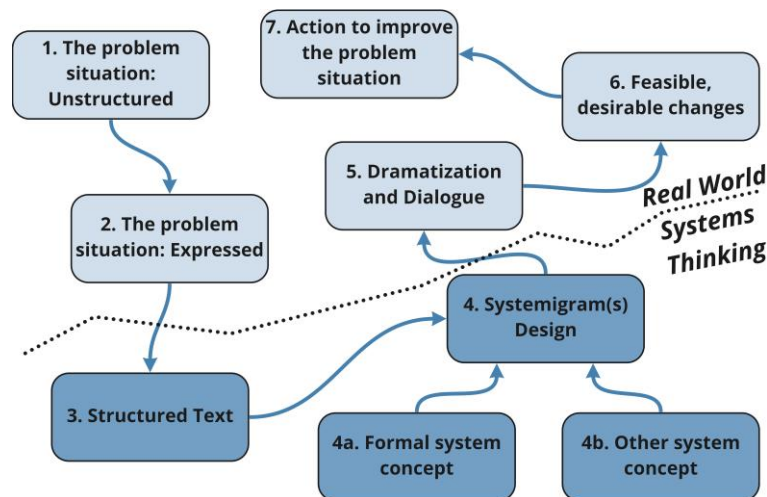 1. The problem
situation:
Unstructured
7. Action to improve
the problem
situation
6. Feasible,
desirable changes
5. Dramatization
and Dialogue
Real World
Systems
Thinking
2. The problem
situation: Expressed
4. Systemigram(s)
Design
3. Structured Text
4a. Formal system
concept
4b. Other system
concept